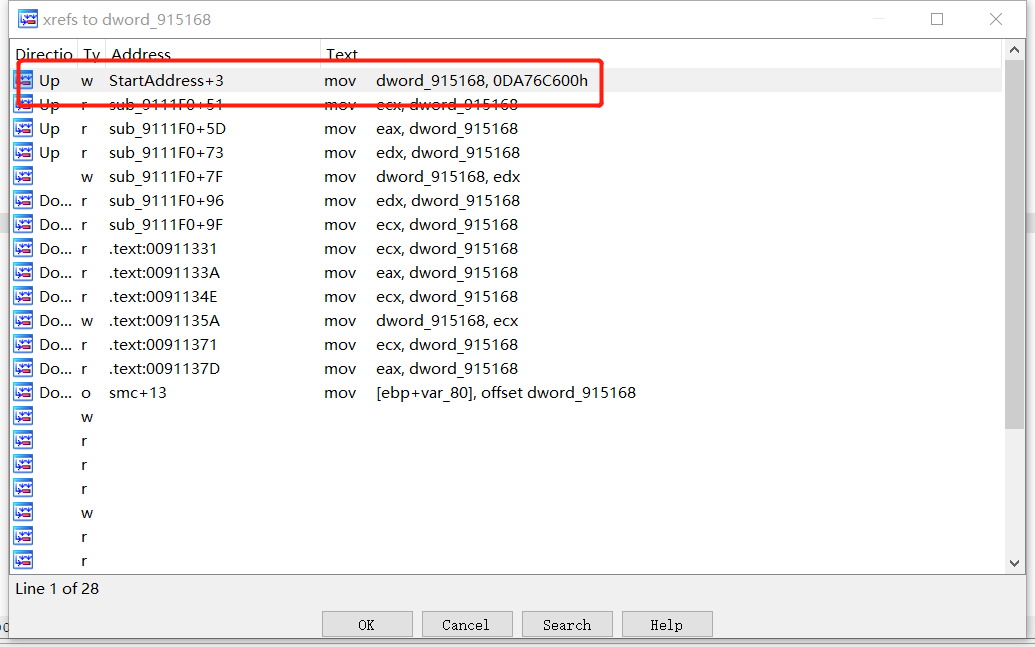 xrefs to dword_915168
Directio Ty Address Text
Up w StartAddress+3 mov dword_915168, 0DA76C600h
Up r sub_9111F0+51 mov ecx, dword_915168
Up r sub_9111F0+5D mov eax, dword_915168
Up r sub_9111F0+73 mov edx, dword_915168
w sub_9111F0+7F mov dword_915168, edx
Do... r sub_9111F0+96 mov edx, dword_915168
Do... r sub_9111F0+9F mov ecx, dword_915168
Do... r .text:00911331 mov ecx, dword_915168
Do... r .text:0091133A mov eax, dword_915168
Do... r .text:0091134E mov ecx, dword_915168
Do... w .text:0091135A mov dword_915168, ecx
Do... r .text:00911371 mov ecx, dword_915168
Do... r .text:0091137D mov eax, dword_915168
Do... o smc+13 mov [ebp+var_80], offset dword_915168
w
r
r
r
w
r
r
Line 1 of 28
OK Cancel Search Help